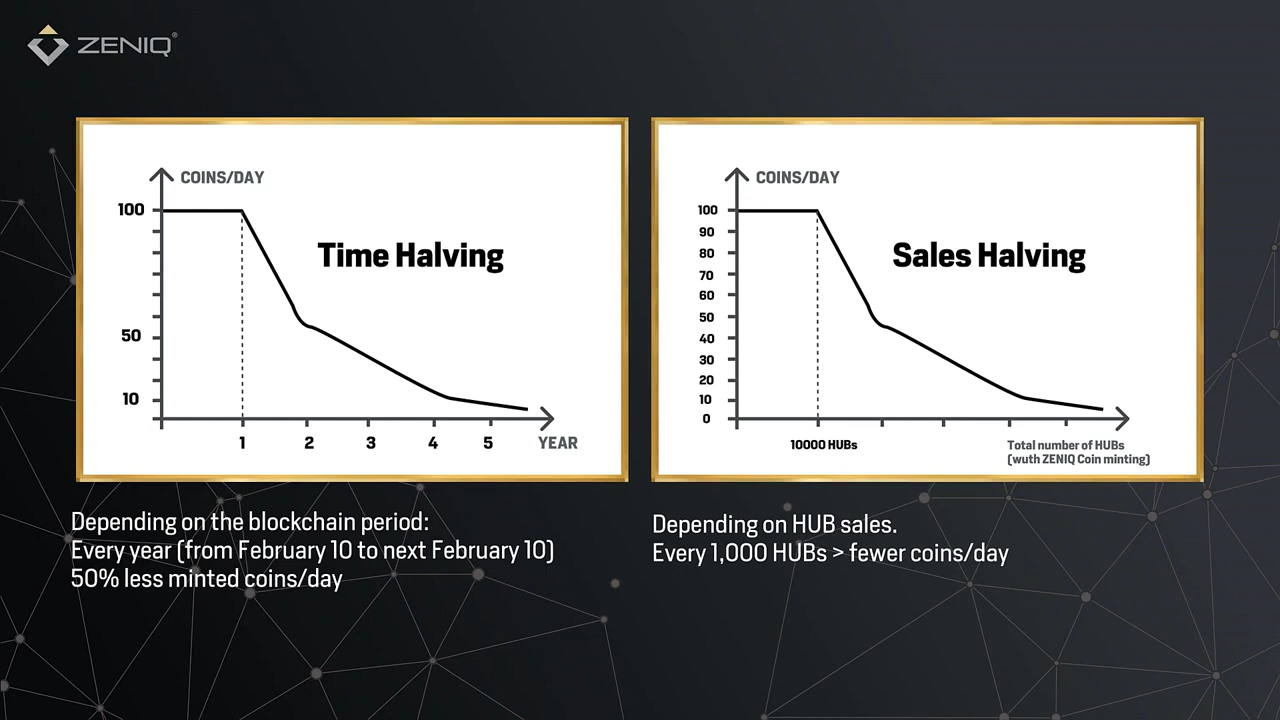 ZENIQ®
COINS/DAY
Time Halving
100
50
10
1 2 3 4 5 YEAR
COINS/DAY
Sales Halving
100
90
80
70
60
50
40
30
20
10
0
10000 HUBs
Total number of HUBs
(wuth ZENIQ Coin minting)
Depending on the blockchain period:
Every year (from February 10 to next February 10)
50% less minted coins/day
Depending on HUB sales.
Every 1,000 HUBs > fewer coins/day